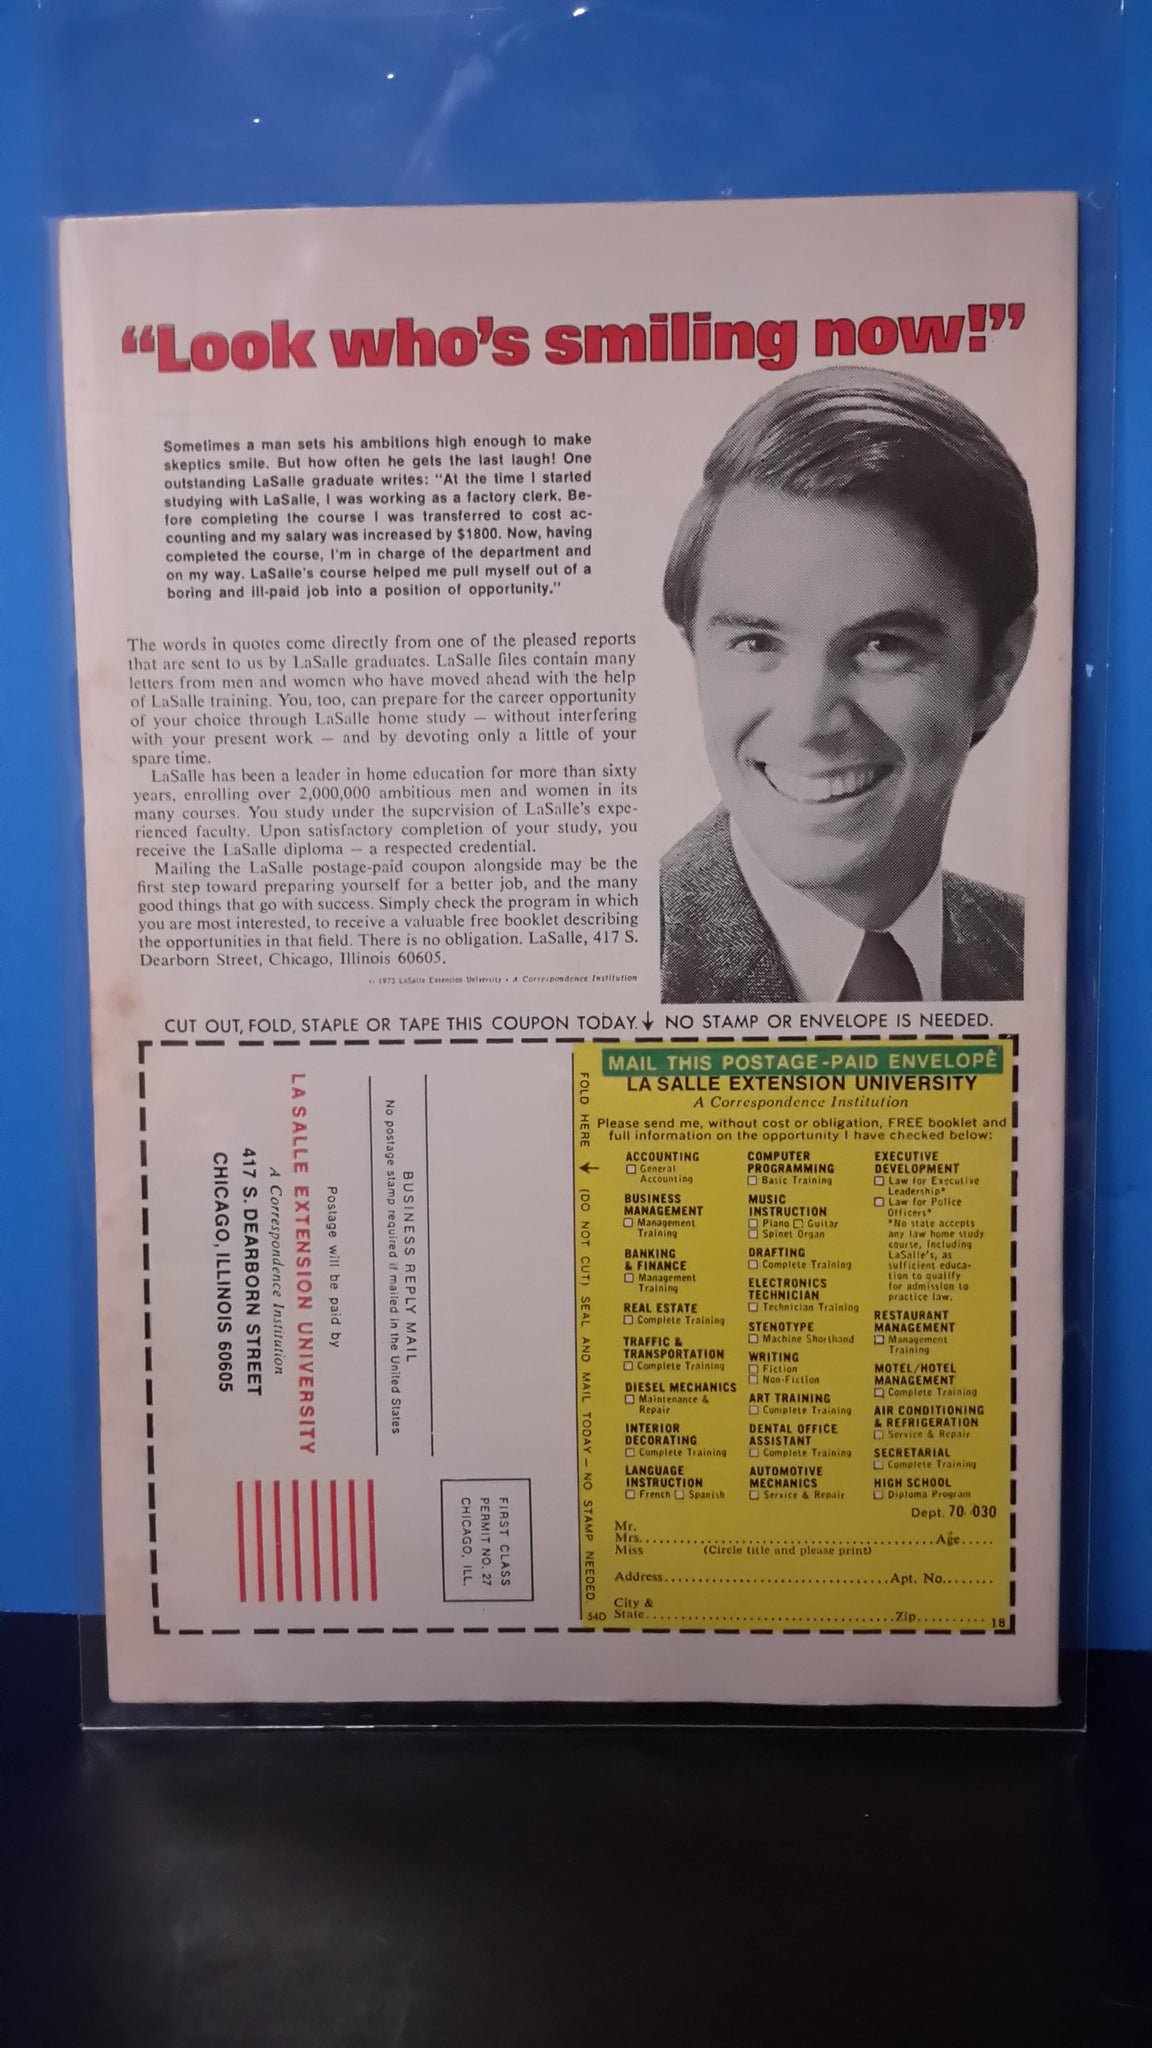 “Look who's smiling now!”
Sometimes a man sets his ambitions high enough to make
skeptics smile. But how often he gets the last laugh! One
outstanding LaSalle graduate writes: "At the time I started
studying with LaSalle, I was working as a factory clerk. Be-
fore completing the course I was transferred to cost ac-
counting and my salary was increased by $1800. Now, having
completed the course, I'm in charge of the department and
on my way. LaSalle's course helped me pull myself out of a
boring and ill-paid job into a position of opportunity."
The words in quotes come directly from one of the pleased reports
that are sent to us by LaSalle graduates. LaSalle files contain many
letters from men and women who have moved ahead with the help
of LaSalle training. You, too, can prepare for the career opportunity
of your choice through LaSalle home study — without interfering
with your present work — and by devoting only a little of your
spare time.
LaSalle has been a leader in home education for more than sixty
years, enrolling over 2,000,000 ambitious men and women in its
many courses. You study under the supervision of LaSalle's expe-
rienced faculty. Upon satisfactory completion of your study, you
receive the LaSalle diploma — a respected credential.
Mailing the LaSalle postage-paid coupon alongside may be the
first step toward preparing yourself for a better job, and the many
good things that go with success. Simply check the program in which
you are most interested, to receive a valuable free booklet describing
the opportunities in that field. There is no obligation. LaSalle, 417 S.
Dearborn Street, Chicago, Illinois 60605.
© 1973 LaSalle Extension University • A Correspondence Institution
CUT OUT, FOLD, STAPLE OR TAPE THIS COUPON TODAY. ↓ NO STAMP OR ENVELOPE IS NEEDED.
BUSINESS REPLY MAIL
No postage stamp required if mailed in the United States
Postage will be paid by
LA SALLE EXTENSION UNIVERSITY
A Correspondence Institution
417 S. DEARBORN STREET
CHICAGO, ILLINOIS 60605
FIRST CLASS
PERMIT NO. 27
CHICAGO, ILL.
FOLD HERE ↓ (DO NOT CUT) SEAL AND MAIL TODAY — NO STAMP NEEDED
MAIL THIS POSTAGE-PAID ENVELOPE
LA SALLE EXTENSION UNIVERSITY
A Correspondence Institution
Please send me, without cost or obligation, FREE booklet and
full information on the opportunity I have checked below:
ACCOUNTING
General
Accounting
BUSINESS
MANAGEMENT
Management
Training
BANKING
& FINANCE
Management
Training
REAL ESTATE
Complete Training
TRAFFIC &
TRANSPORTATION
Complete Training
DIESEL MECHANICS
Maintenance &
Repair
INTERIOR
DECORATING
Complete Training
LANGUAGE
INSTRUCTION
French Spanish
COMPUTER
PROGRAMMING
Basic Training
MUSIC
INSTRUCTION
Piano Guitar
Spinet Organ
DRAFTING
Complete Training
ELECTRONICS
TECHNICIAN
Technician Training
STENOTYPE
Machine Shorthand
WRITING
Fiction
Non-Fiction
ART TRAINING
Complete Training
DENTAL OFFICE
ASSISTANT
Complete Training
AUTOMOTIVE
MECHANICS
Service & Repair
EXECUTIVE
DEVELOPMENT
Law for Executive
Leadership*
Law for Police
Officers*
*No state accepts
any law home study
course, including
LaSalle's, as
sufficient educa-
tion to qualify
for admission to
practice law.
RESTAURANT
MANAGEMENT
Management
Training
MOTEL/HOTEL
MANAGEMENT
Complete Training
AIR CONDITIONING
& REFRIGERATION
Service & Repair
SECRETARIAL
Complete Training
HIGH SCHOOL
Diploma Program
Dept. 70-030
Mr.
Mrs. Age
Miss (Circle title and please print)
Address Apt. No.
City &
State Zip
54D
18